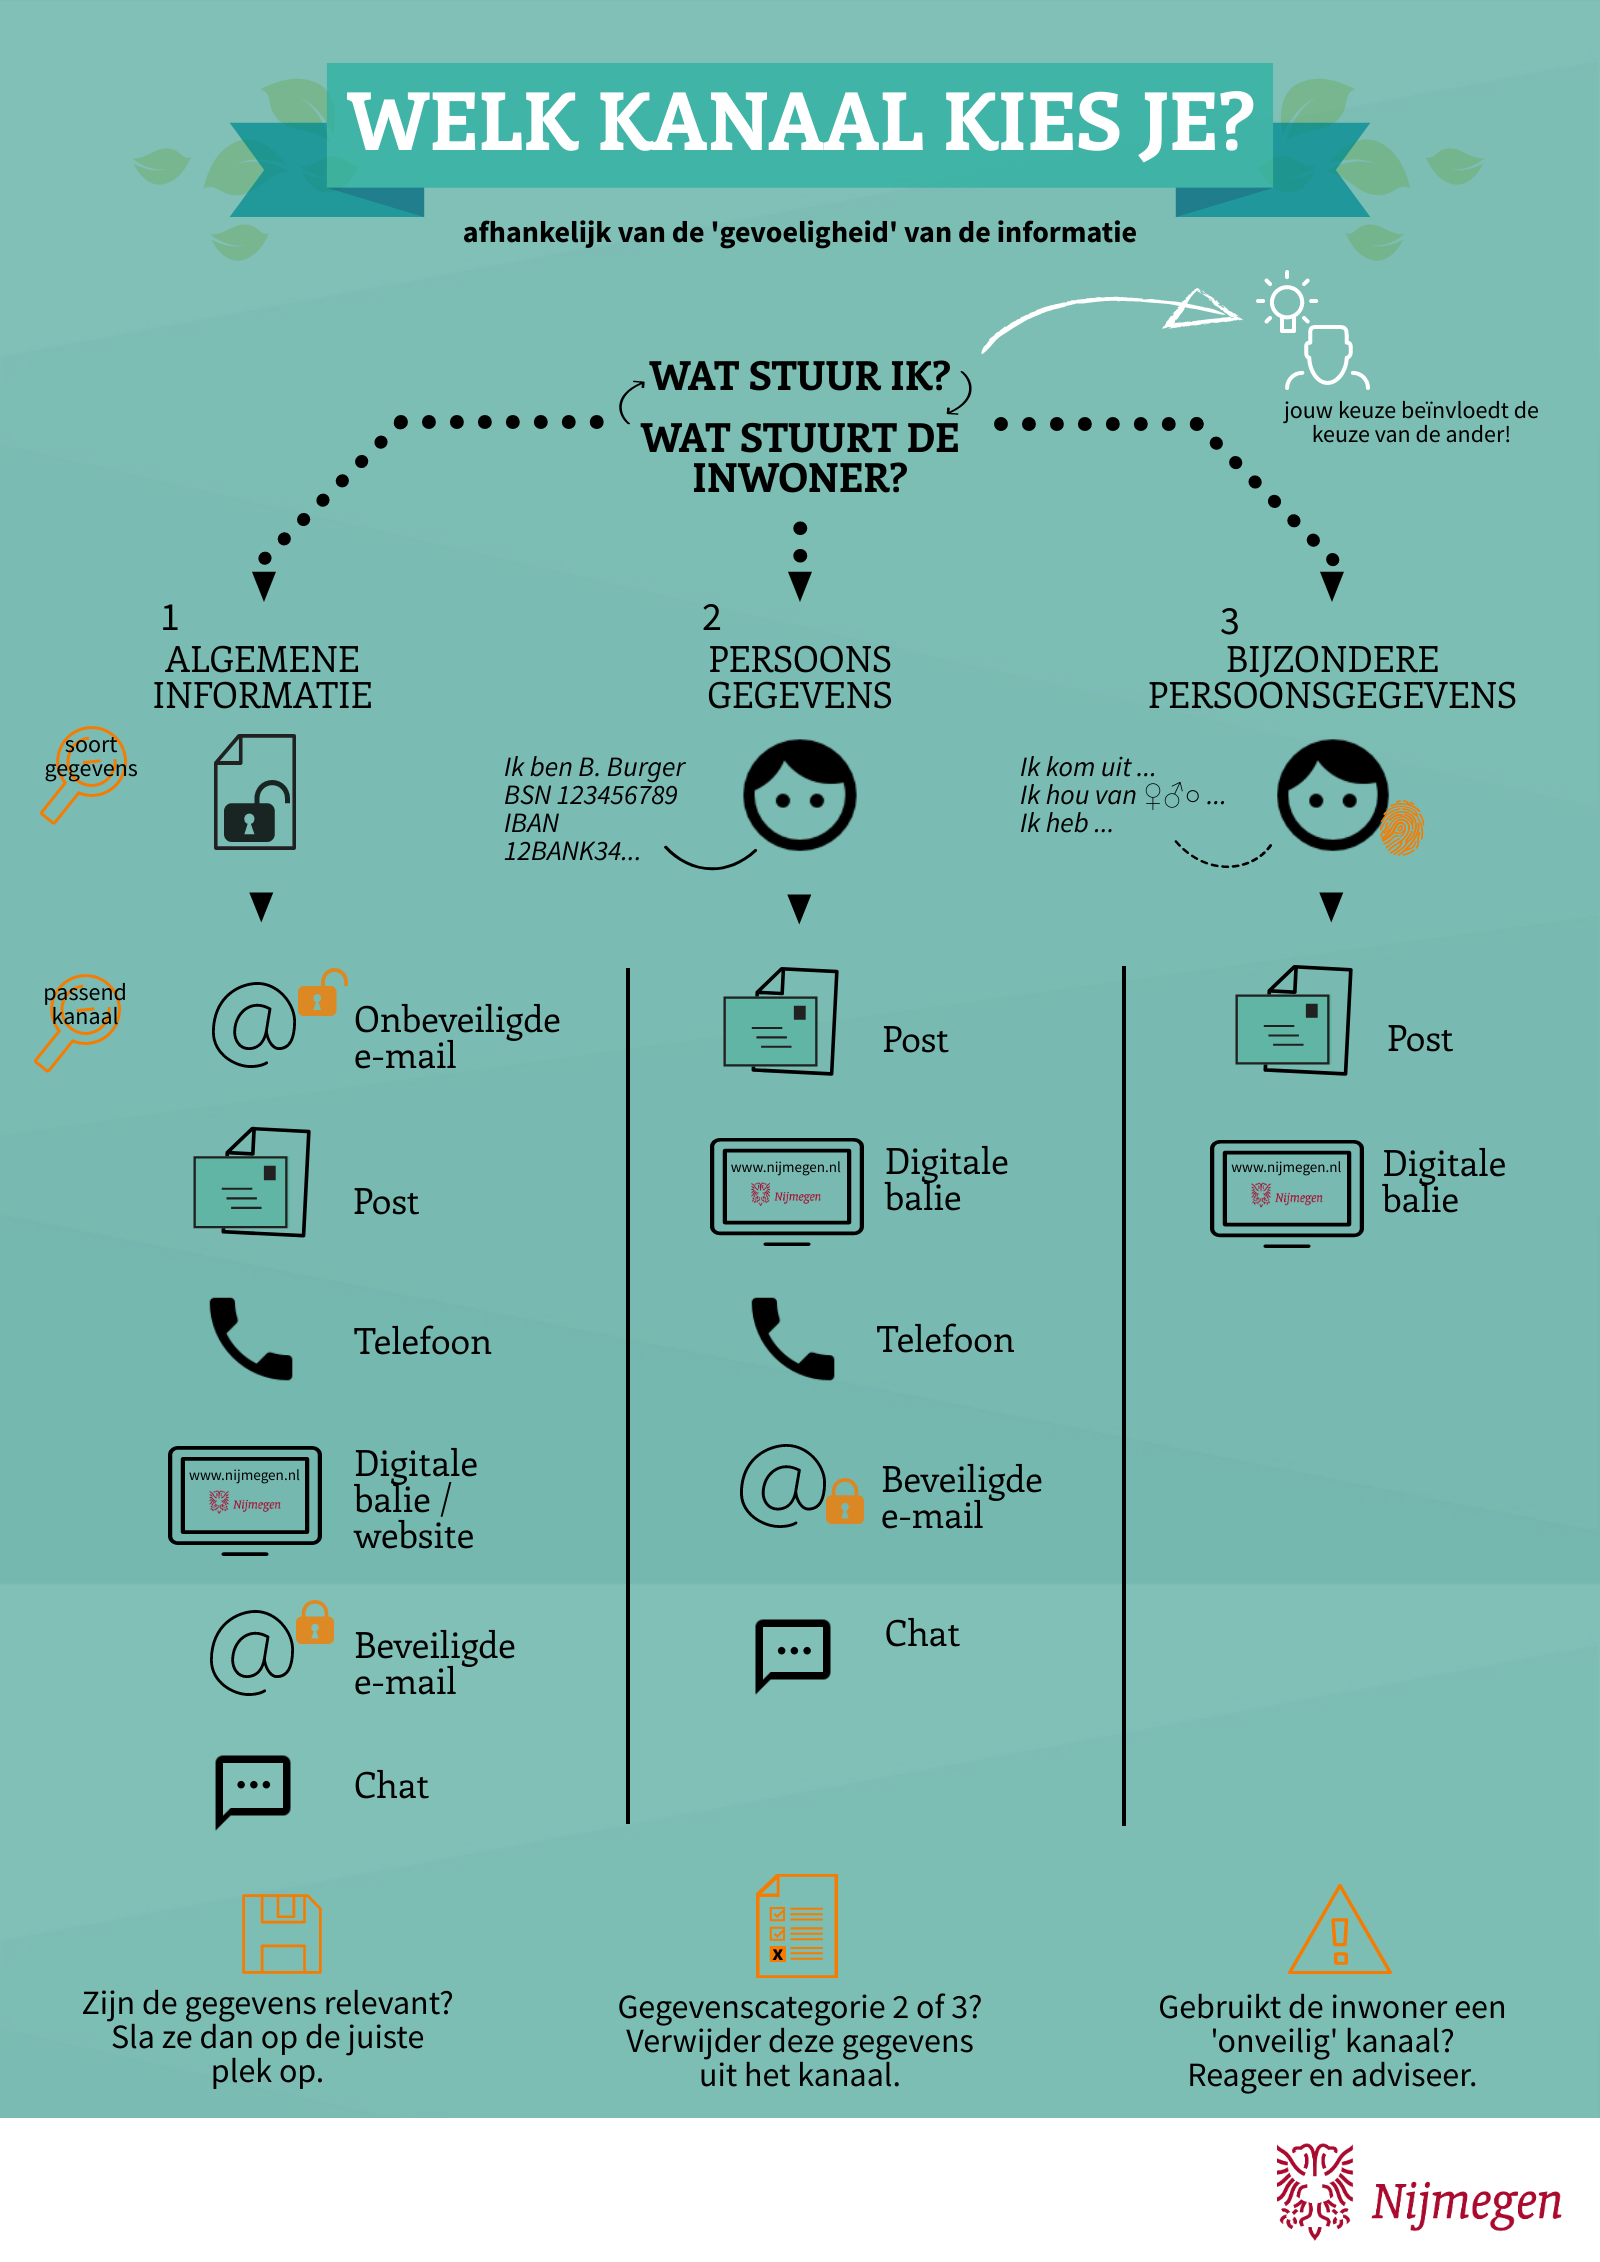 WELK KANAAL KIES JE?
afhankelijk van de 'gevoeligheid' van de informatie
WAT STUUR IK?
WAT STUURT DE
INWONER?
jouw keuze beïnvloedt de
keuze van de ander!
1
ALGEMENE
INFORMATIE
2
PERSOONS
GEGEVENS
3
BIJZONDERE
PERSOONSGEGEVENS
soort
gegevens
Ik ben B. Burger
BSN 123456789
IBAN
12BANK34...
Ik kom uit ...
Ik hou van ♀♂○ ...
Ik heb ...
passend
kanaal
@
Onbeveiligde
e-mail
Post
Telefoon
www.nijmegen.nl
Nijmegen
Digitale
balie /
website
@
Beveiligde
e-mail
Chat
Post
www.nijmegen.nl
Nijmegen
Digitale
balie
Telefoon
@
Beveiligde
e-mail
Chat
Post
www.nijmegen.nl
Nijmegen
Digitale
balie
Zijn de gegevens relevant?
Sla ze dan op de juiste
plek op.
x
Gegevenscategorie 2 of 3?
Verwijder deze gegevens
uit het kanaal.
!
Gebruikt de inwoner een
'onveilig' kanaal?
Reageer en adviseer.
Nijmegen